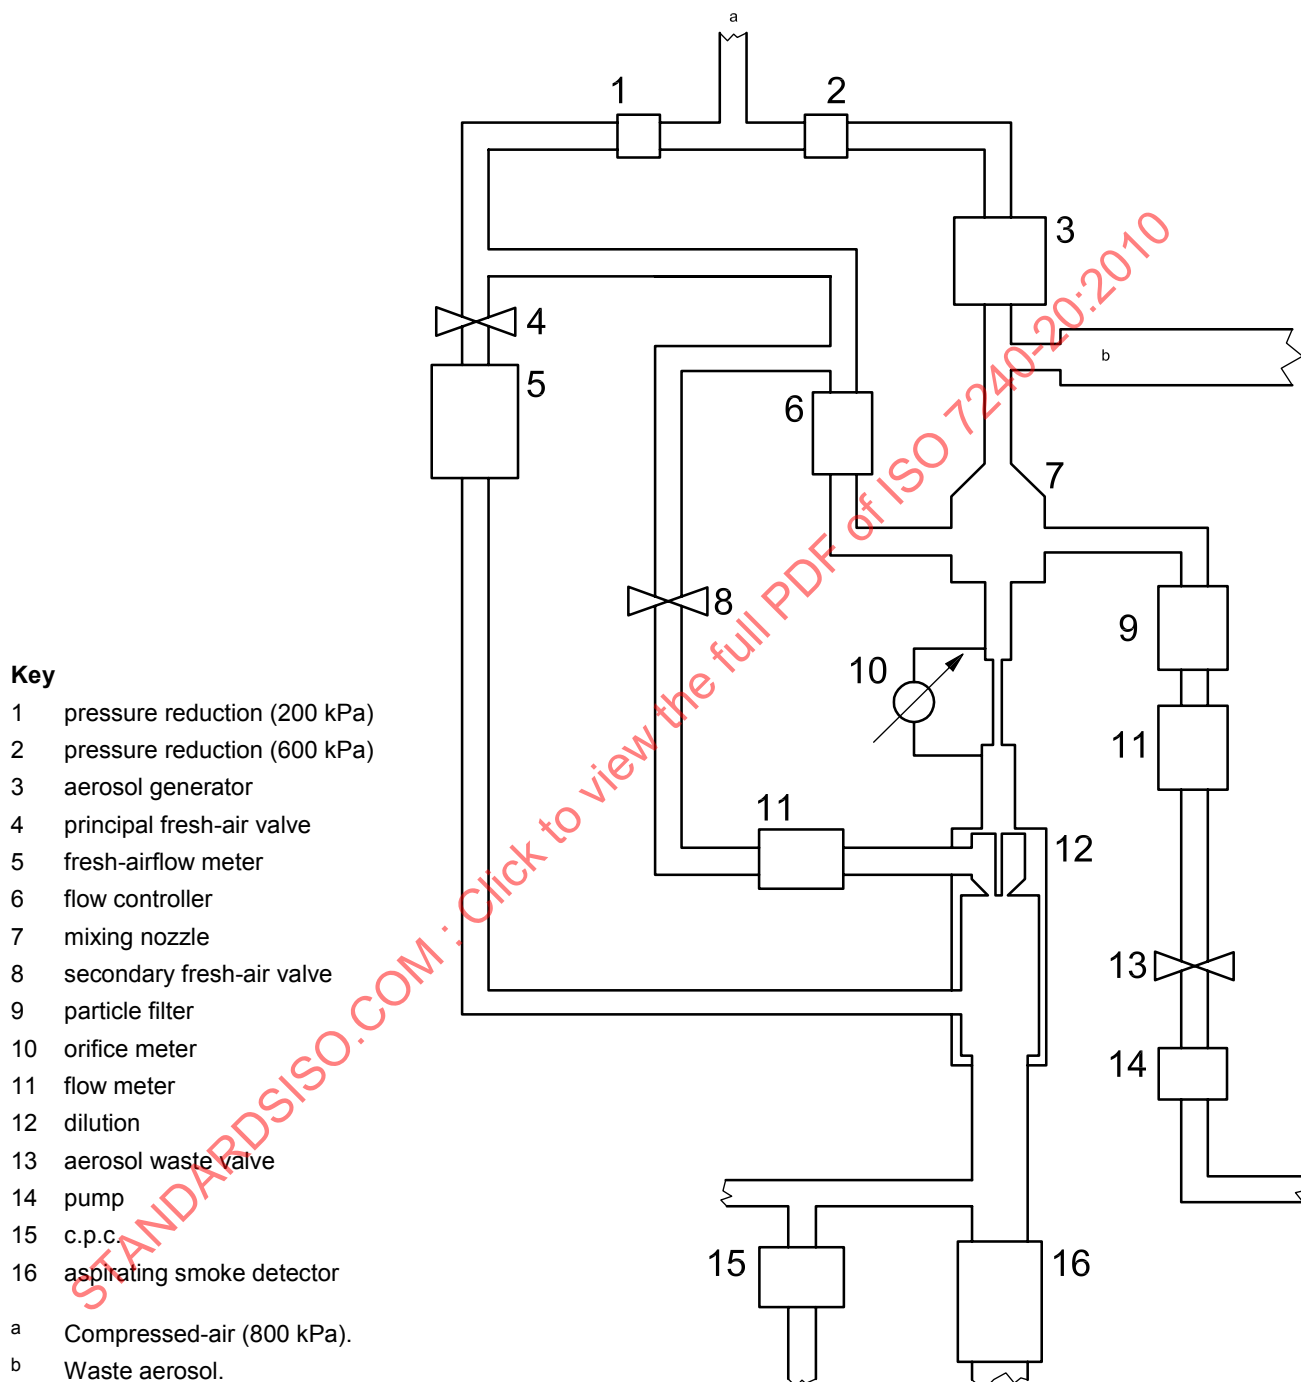 a
1
2
3
4
5
6
b
7
8
9
10
11
11
12
13
14
15
16
Key
1 pressure reduction (200 kPa)
2 pressure reduction (600 kPa)
3 aerosol generator
4 principal fresh-air valve
5 fresh-airflow meter
6 flow controller
7 mixing nozzle
8 secondary fresh-air valve
9 particle filter
10 orifice meter
11 flow meter
12 dilution
13 aerosol waste valve
14 pump
15 c.p.c.
16 aspirating smoke detector
a Compressed-air (800 kPa).
b Waste aerosol.
STANDARDSISO.COM : Click to view the full PDF of ISO 7240-20:2010